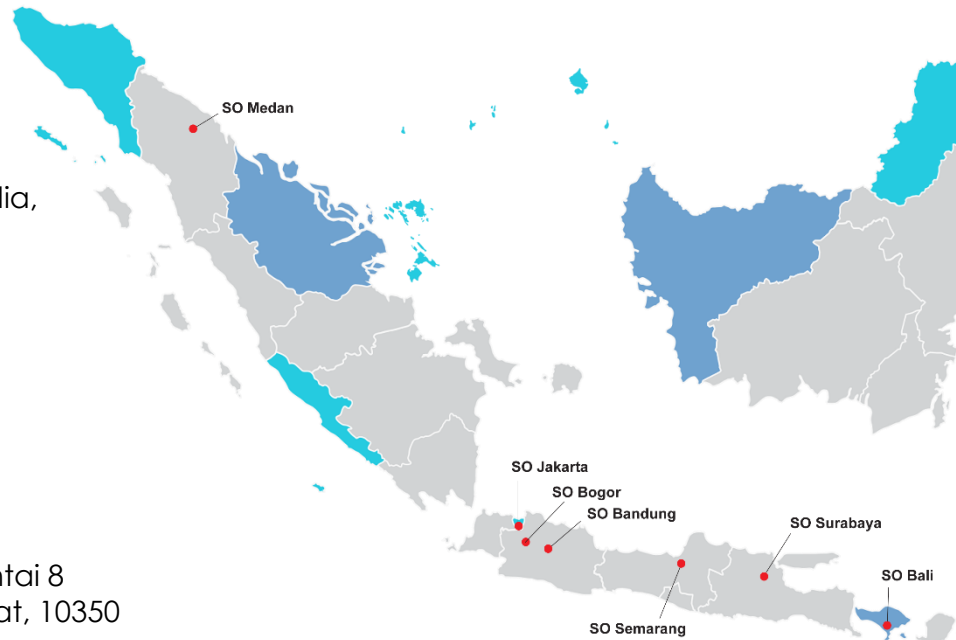 SO Medan
lia,
SO Jakarta
SO Bogor
SO Bandung
SO Surabaya
ntai 8
SO Bali
at, 10350
SO Semarang